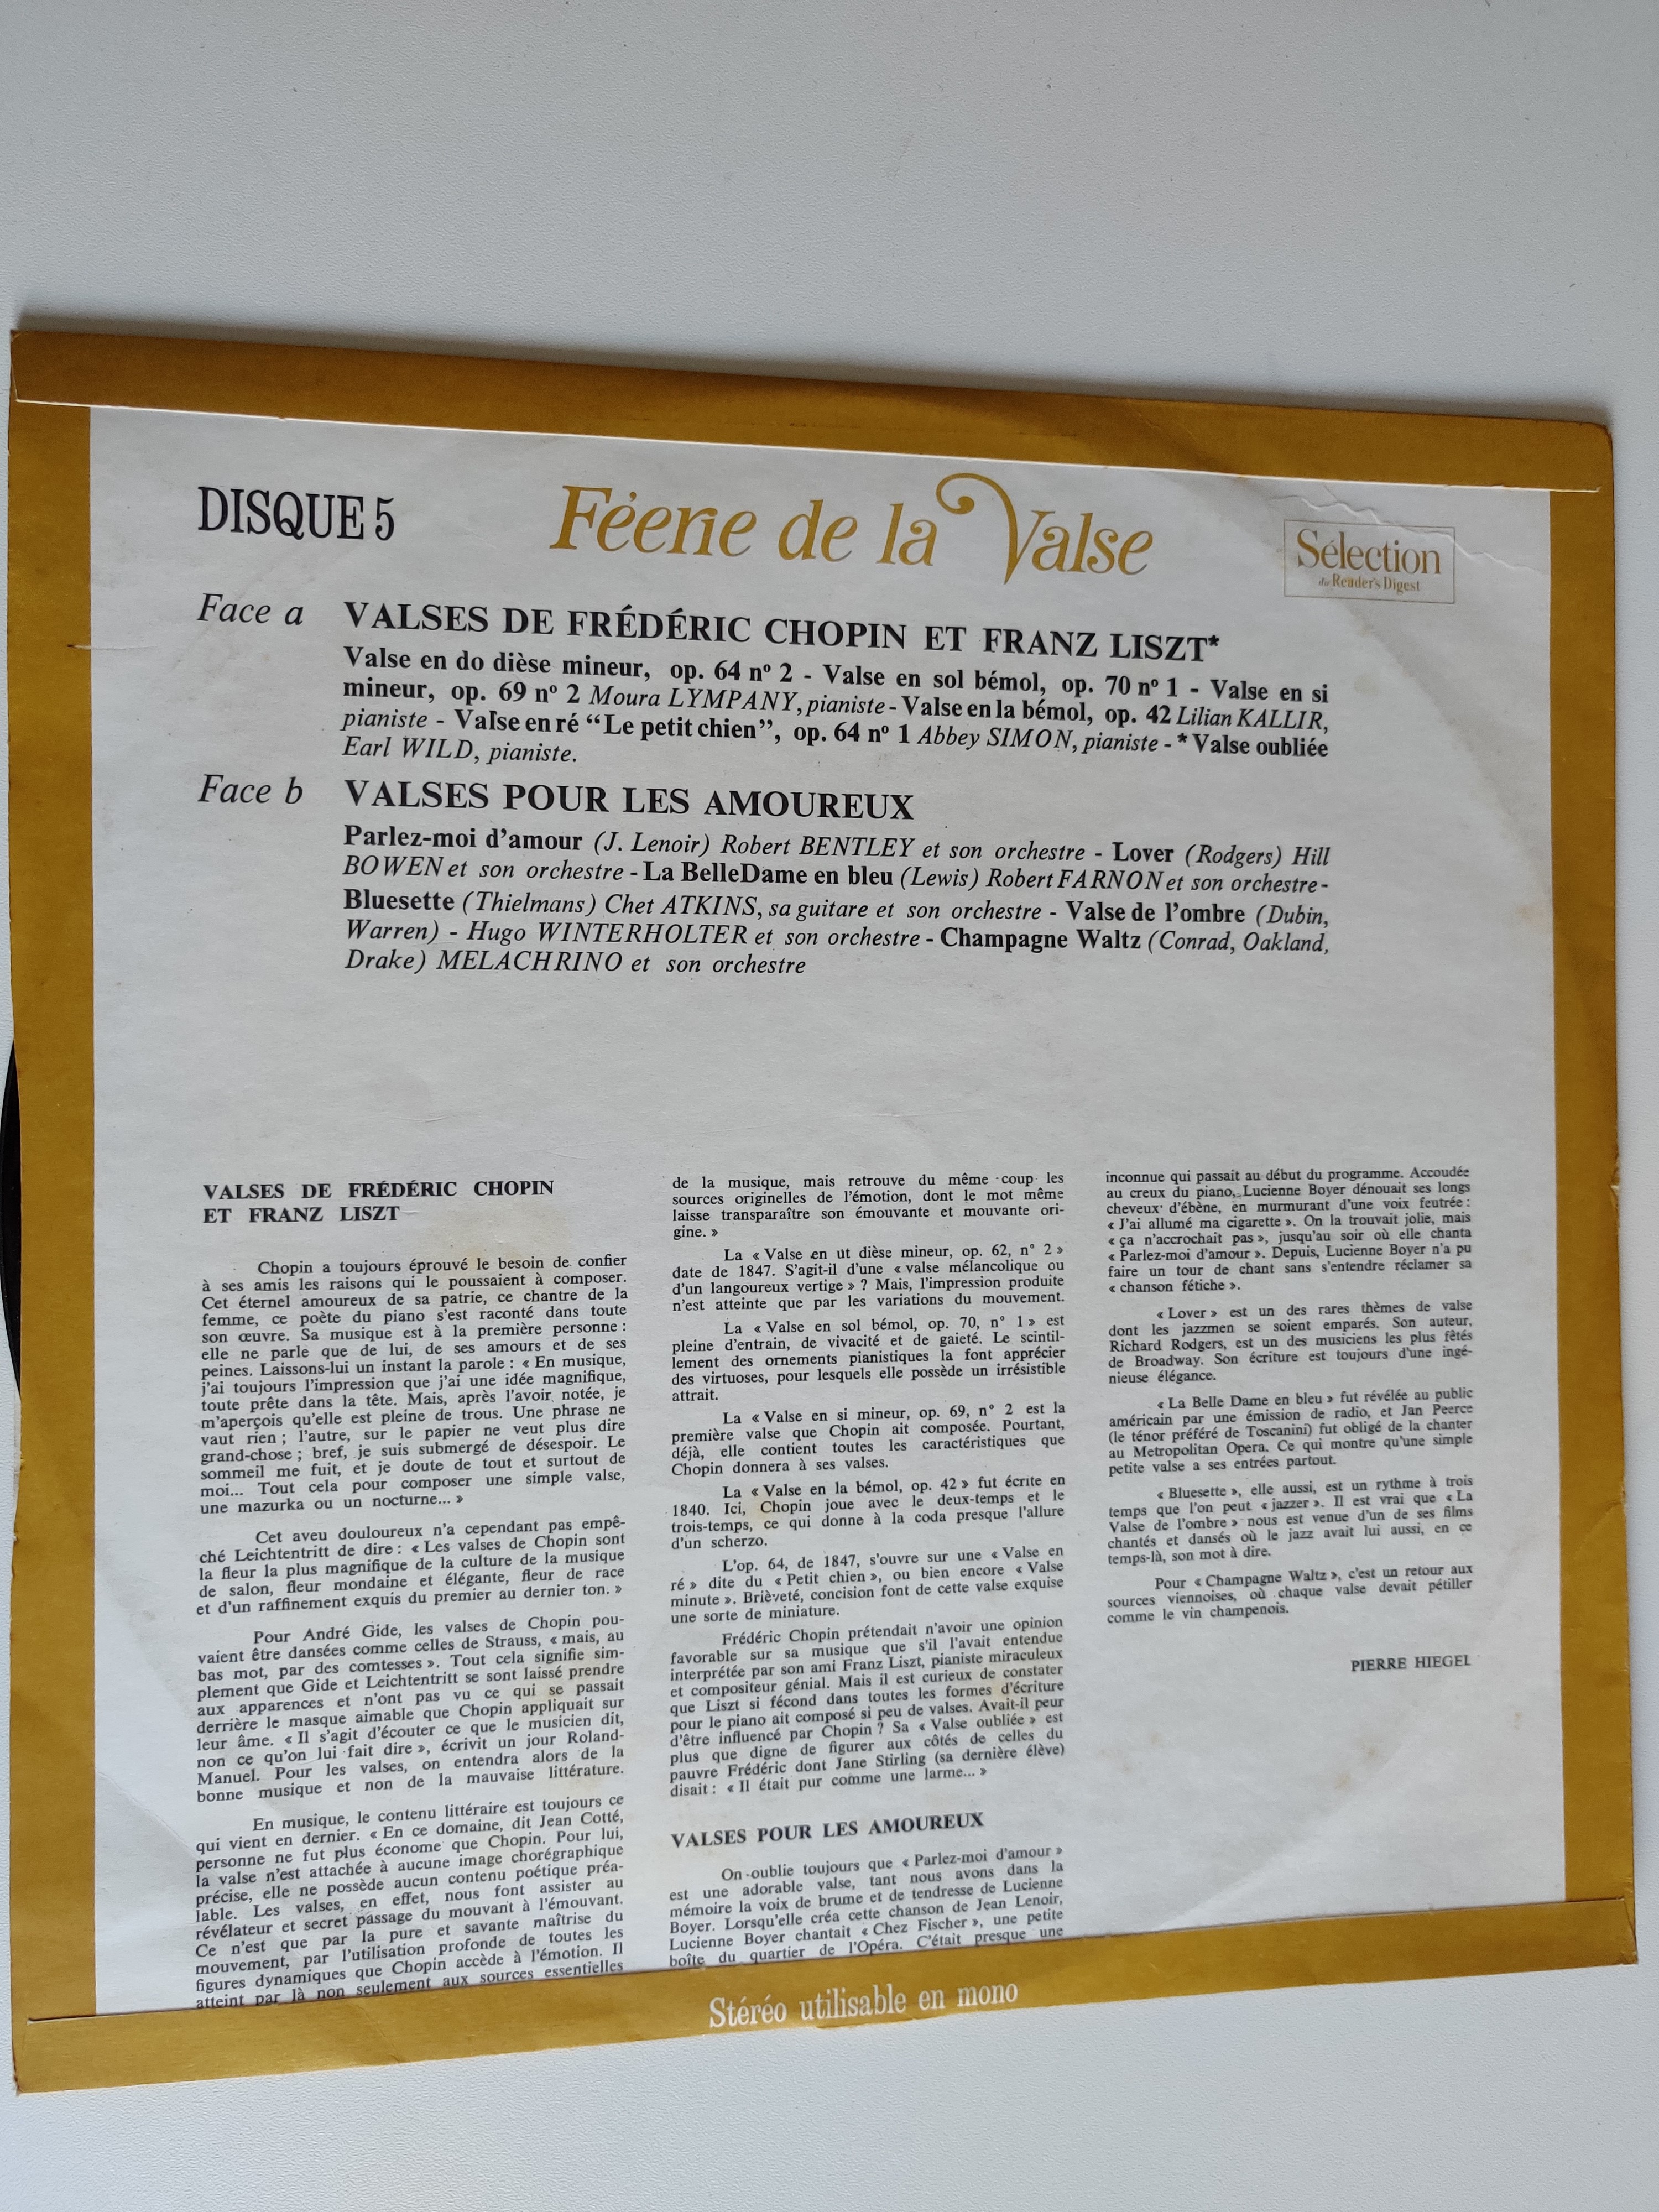 DISQUE 5
Féerie de la Valse
Sélection
du Reader's Digest
Face a
VALSES DE FRÉDÉRIC CHOPIN ET FRANZ LISZT*
Valse en do dièse mineur, op. 64 nº 2 - Valse en sol bémol, op. 70 nº 1 - Valse en si
mineur, op. 69 nº 2 Moura LYMPANY, pianiste - Valse en la bémol, op. 42 Lilian KALLIR,
pianiste - Valse en ré “Le petit chien”, op. 64 nº 1 Abbey SIMON, pianiste - * Valse oubliée
Earl WILD, pianiste.
Face b
VALSES POUR LES AMOUREUX
Parlez-moi d'amour (J. Lenoir) Robert BENTLEY et son orchestre - Lover (Rodgers) Hill
BOWEN et son orchestre - La Belle Dame en bleu (Lewis) Robert FARNON et son orchestre -
Bluesette (Thielmans) Chet ATKINS, sa guitare et son orchestre - Valse de l'ombre (Dubin,
Warren) - Hugo WINTERHOLTER et son orchestre - Champagne Waltz (Conrad, Oakland,
Drake) MELACHRINO et son orchestre
VALSES DE FRÉDÉRIC CHOPIN
ET FRANZ LISZT
Chopin a toujours éprouvé le besoin de confier
à ses amis les raisons qui le poussaient à composer.
Cet éternel amoureux de sa patrie, ce chantre de la
femme, ce poète du piano s'est raconté dans toute
son œuvre. Sa musique est à la première personne :
elle ne parle que de lui, de ses amours et de ses
peines. Laissons-lui un instant la parole : « En musique,
j'ai toujours l'impression que j'ai une idée magnifique,
toute prête dans la tête. Mais, après l'avoir notée, je
m'aperçois qu'elle est pleine de trous. Une phrase ne
vaut rien ; l'autre, sur le papier ne veut plus dire
grand-chose ; bref, je suis submergé de désespoir. Le
sommeil me fuit, et je doute de tout et surtout de
moi... Tout cela pour composer une simple valse,
une mazurka ou un nocturne... »
Cet aveu douloureux n'a cependant pas empê-
ché Leichtentritt de dire : « Les valses de Chopin sont
la fleur la plus magnifique de la culture de la musique
de salon, fleur mondaine et élégante, fleur de race
et d'un raffinement exquis du premier au dernier ton. »
Pour André Gide, les valses de Chopin pou-
vaient être dansées comme celles de Strauss, « mais, au
bas mot, par des comtesses ». Tout cela signifie sim-
plement que Gide et Leichtentritt se sont laissé prendre
aux apparences et n'ont pas vu ce qui se passait
derrière le masque aimable que Chopin appliquait sur
leur âme. « Il s'agit d'écouter ce que le musicien dit,
non ce qu'on lui fait dire », écrivit un jour Roland-
Manuel. Pour les valses, on entendra alors de la
bonne musique et non de la mauvaise littérature.
En musique, le contenu littéraire est toujours ce
qui vient en dernier. « En ce domaine, dit Jean Cotté,
personne ne fut plus économe que Chopin. Pour lui,
la valse n'est attachée à aucune image chorégraphique
précise, elle ne possède aucun contenu poétique préa-
lable. Les valses, en effet, nous font assister au
révélateur et secret passage du mouvant à l'émouvant.
Ce n'est que par la pure et savante maîtrise du
mouvement, par l'utilisation profonde de toutes les
figures dynamiques que Chopin accède à l'émotion. Il
atteint par là non seulement aux sources essentielles
de la musique, mais retrouve du même coup les
sources originelles de l'émotion, dont le mot même
laisse transparaître son émouvante et mouvante ori-
gine. »
La « Valse en ut dièse mineur, op. 62, n° 2 »
date de 1847. S'agit-il d'une « valse mélancolique ou
d'un langoureux vertige » ? Mais, l'impression produite
n'est atteinte que par les variations du mouvement.
La « Valse en sol bémol, op. 70, n° 1 » est
pleine d'entrain, de vivacité et de gaieté. Le scintil-
lement des ornements pianistiques la font apprécier
des virtuoses, pour lesquels elle possède un irrésistible
attrait.
La « Valse en si mineur, op. 69, n° 2 est la
première valse que Chopin ait composée. Pourtant,
déjà, elle contient toutes les caractéristiques que
Chopin donnera à ses valses.
La « Valse en la bémol, op. 42 » fut écrite en
1840. Ici, Chopin joue avec le deux-temps et le
trois-temps, ce qui donne à la coda presque l'allure
d'un scherzo.
L'op. 64, de 1847, s'ouvre sur une « Valse en
ré » dite du « Petit chien », ou bien encore « Valse
minute ». Brièveté, concision font de cette valse exquise
une sorte de miniature.
Frédéric Chopin prétendait n'avoir une opinion
favorable sur sa musique que s'il l'avait entendue
interprétée par son ami Franz Liszt, pianiste miraculeux
et compositeur génial. Mais il est curieux de constater
que Liszt si fécond dans toutes les formes d'écriture
pour le piano ait composé si peu de valses. Avait-il peur
d'être influencé par Chopin ? Sa « Valse oubliée » est
plus que digne de figurer aux côtés de celles du
pauvre Frédéric dont Jane Stirling (sa dernière élève)
disait : « Il était pur comme une larme... »
VALSES POUR LES AMOUREUX
On oublie toujours que « Parlez-moi d'amour »
est une adorable valse, tant nous avons dans la
mémoire la voix de brume et de tendresse de Lucienne
Boyer. Lorsqu'elle créa cette chanson de Jean Lenoir,
Lucienne Boyer chantait « Chez Fischer », une petite
boîte du quartier de l'Opéra. C'était presque une
inconnue qui passait au début du programme. Accoudée
au creux du piano, Lucienne Boyer dénouait ses longs
cheveux d'ébène, en murmurant d'une voix feutrée :
« J'ai allumé ma cigarette ». On la trouvait jolie, mais
« ça n'accrochait pas », jusqu'au soir où elle chanta
« Parlez-moi d'amour ». Depuis, Lucienne Boyer n'a pu
faire un tour de chant sans s'entendre réclamer sa
« chanson fétiche ».
« Lover » est un des rares thèmes de valse
dont les jazzmen se soient emparés. Son auteur,
Richard Rodgers, est un des musiciens les plus fêtés
de Broadway. Son écriture est toujours d'une ingé-
nieuse élégance.
« La Belle Dame en bleu » fut révélée au public
américain par une émission de radio, et Jan Peerce
(le ténor préféré de Toscanini) fut obligé de la chanter
au Metropolitan Opera. Ce qui montre qu'une simple
petite valse a ses entrées partout.
« Bluesette », elle aussi, est un rythme à trois
temps que l'on peut « jazzer ». Il est vrai que « La
Valse de l'ombre » nous est venue d'un de ses films
chantés et dansés où le jazz avait lui aussi, en ce
temps-là, son mot à dire.
Pour « Champagne Waltz », c'est un retour aux
sources viennoises, où chaque valse devait pétiller
comme le vin champenois.
PIERRE HIEGEL
Stéréo utilisable en mono